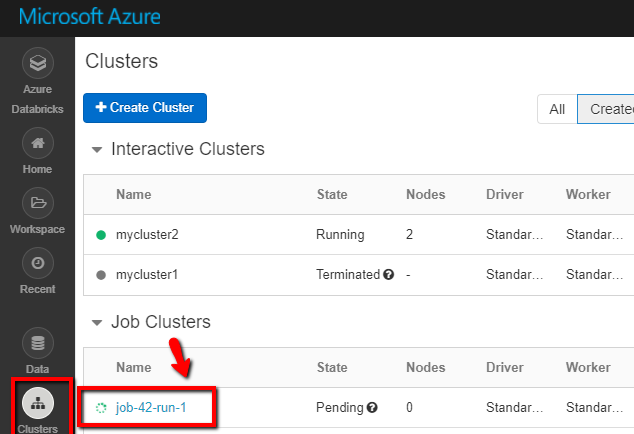 Microsoft Azure
Azure
Databricks
Home
Workspace
Recent
Data
Clusters
Clusters
+ Create Cluster
All
Interactive Clusters
Name State Nodes Driver Worker
mycluster2 Running 2 Standar... Standar...
mycluster1 Terminated ? - Standar... Standar...
Job Clusters
Name State Nodes Driver Worker
job-42-run-1 Pending ? 0 Standar... Standar...